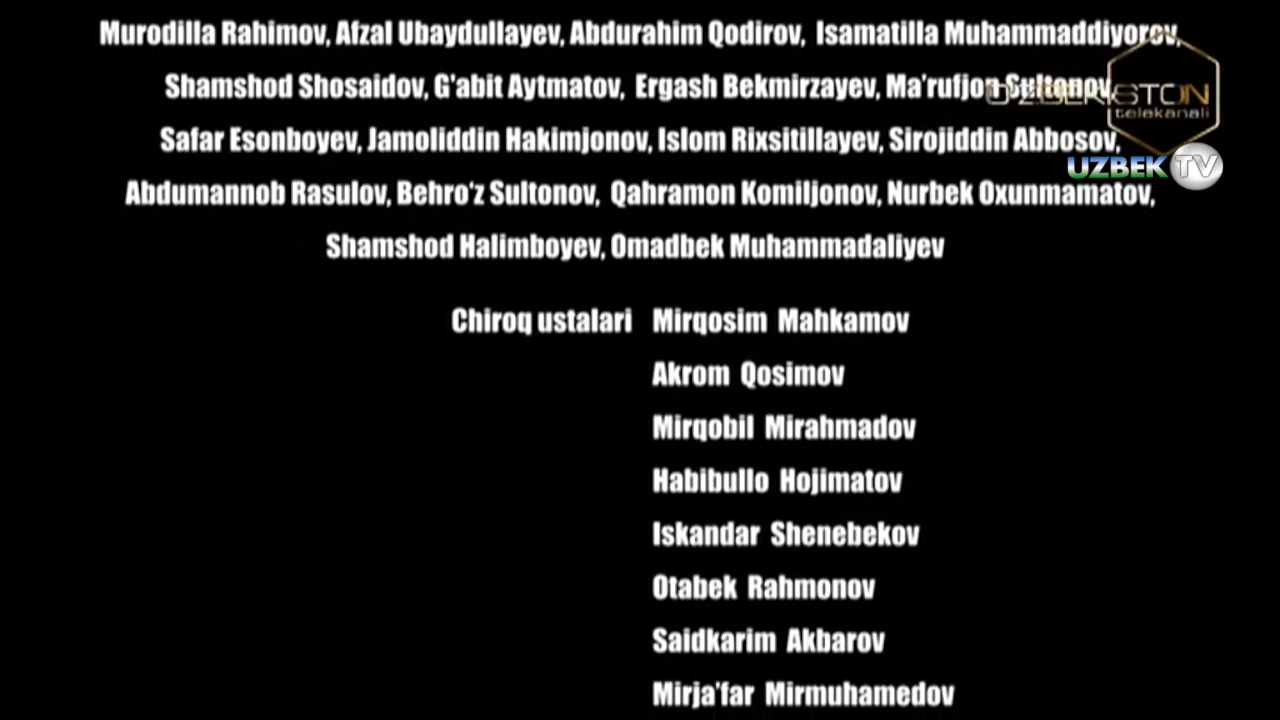 Murodilla Rahimov, Afzal Ubaydullayev, Abdurahim Qodirov, Isamatilla Muhammaddiyorov,
Shamshod Shosaidov, G'abit Aytmatov, Ergash Bekmirzayev, Ma'rufjon Sultonov,
O'ZBEKISTON
telekanali
Safar Esonboyev, Jamoliddin Hakimjonov, Islom Rixsitillayev, Sirojiddin Abbosov,
UZBEK TV
Abdumannob Rasulov, Behro'z Sultonov, Qahramon Komiljonov, Nurbek Oxunmamatov,
Shamshod Halimboyev, Omadbek Muhammadaliyev
Chiroq ustalari Mirqosim Mahkamov
Akrom Qosimov
Mirqobil Mirahmadov
Habibullo Hojimatov
Iskandar Shenebekov
Otabek Rahmonov
Saidkarim Akbarov
Mirja'far Mirmuhamedov